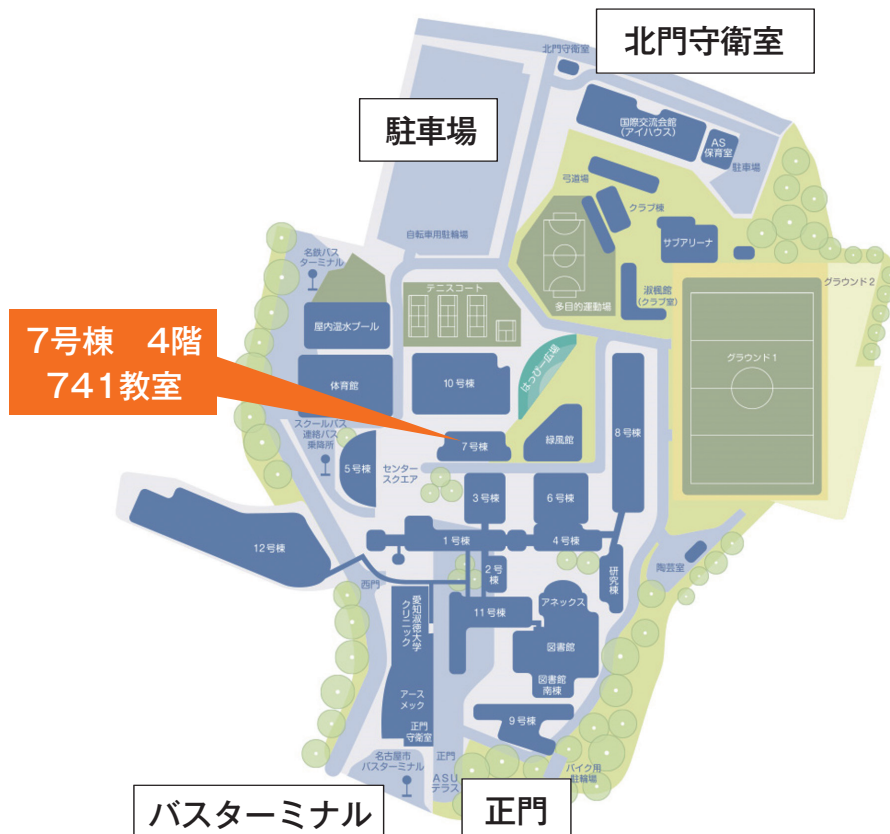 北門守衛室
北門守衛室
駐車場
国際交流会館
(アイハウス)
AS
保育室
駐車場
弓道場
クラブ棟
サブアリーナ
自転車用駐輪場
名鉄バス
ターミナル
テニスコート
多目的運動場
淑楓館
(クラブ室)
グラウンド2
グラウンド1
屋内温水プール
7号棟 4階
741教室
体育館
10号棟
はっぴー広場
緑風館
8号棟
スクールバス
連絡バス
乗降所
7号棟
5号棟
センター
スクエア
3号棟
6号棟
12号棟
1号棟
4号棟
2号棟
研究棟
陶芸室
西門
愛知淑徳大学
クリニック
11号棟
アネックス
図書館
図書館
南棟
アース
メック
正門
守衛室
9号棟
名古屋市
バスターミナル
正門
ASU
テラス
バイク用
駐輪場
バスターミナル
正門